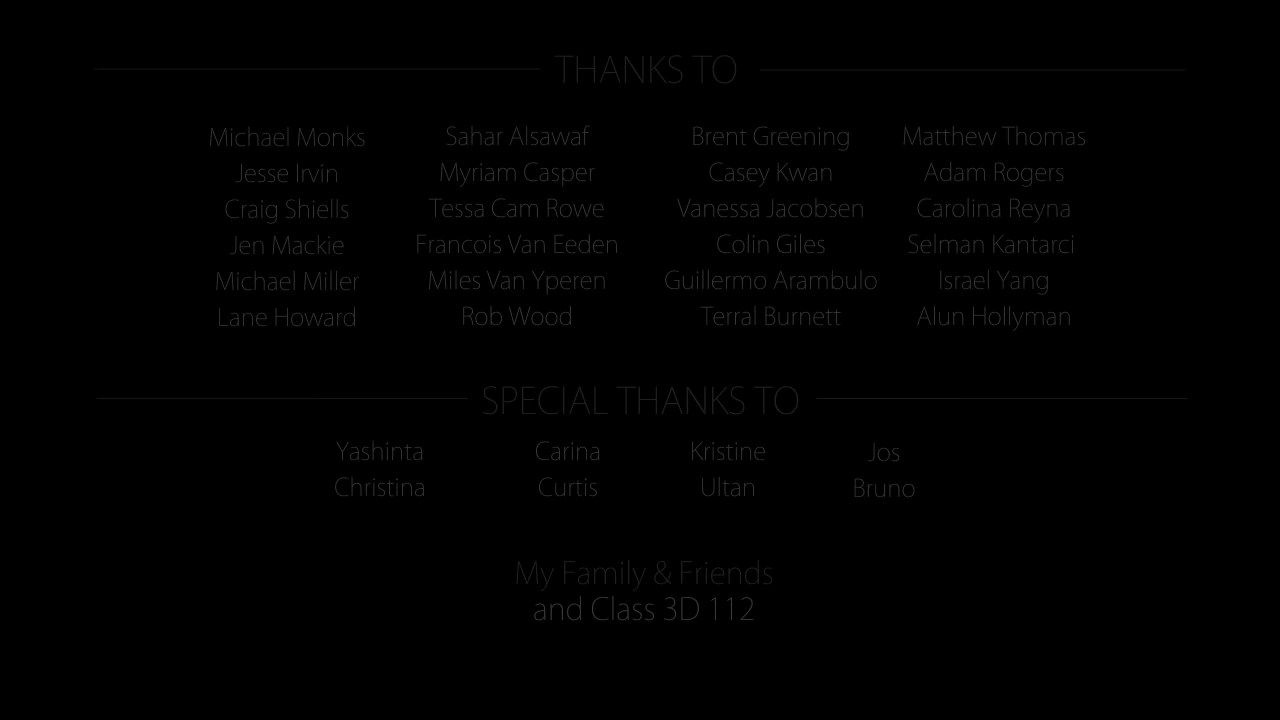 THANKS TO
Michael Monks Sahar Alsawaf Brent Greening Matthew Thomas
Jesse Irvin Myriam Casper Casey Kwan Adam Rogers
Craig Shiells Tessa Cam Rowe Vanessa Jacobsen Carolina Reyna
Jen Mackie Francois Van Eeden Colin Giles Selman Kantarci
Michael Miller Miles Van Yperen Guillermo Arambulo Israel Yang
Lane Howard Rob Wood Terral Burnett Alun Hollyman
SPECIAL THANKS TO
Yashinta Carina Kristine Jos
Christina Curtis Ultan Bruno
My Family & Friends
and Class 3D 112